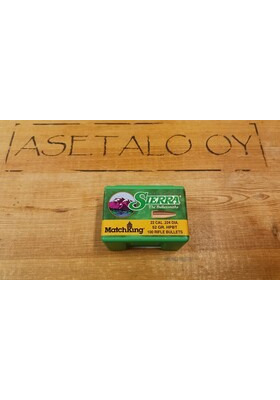 ASETALO OY
SIERRA
The Bulletsmiths
MatchKing
22 CAL .224 DIA.
52 GR. HPBT
100 RIFLE BULLETS